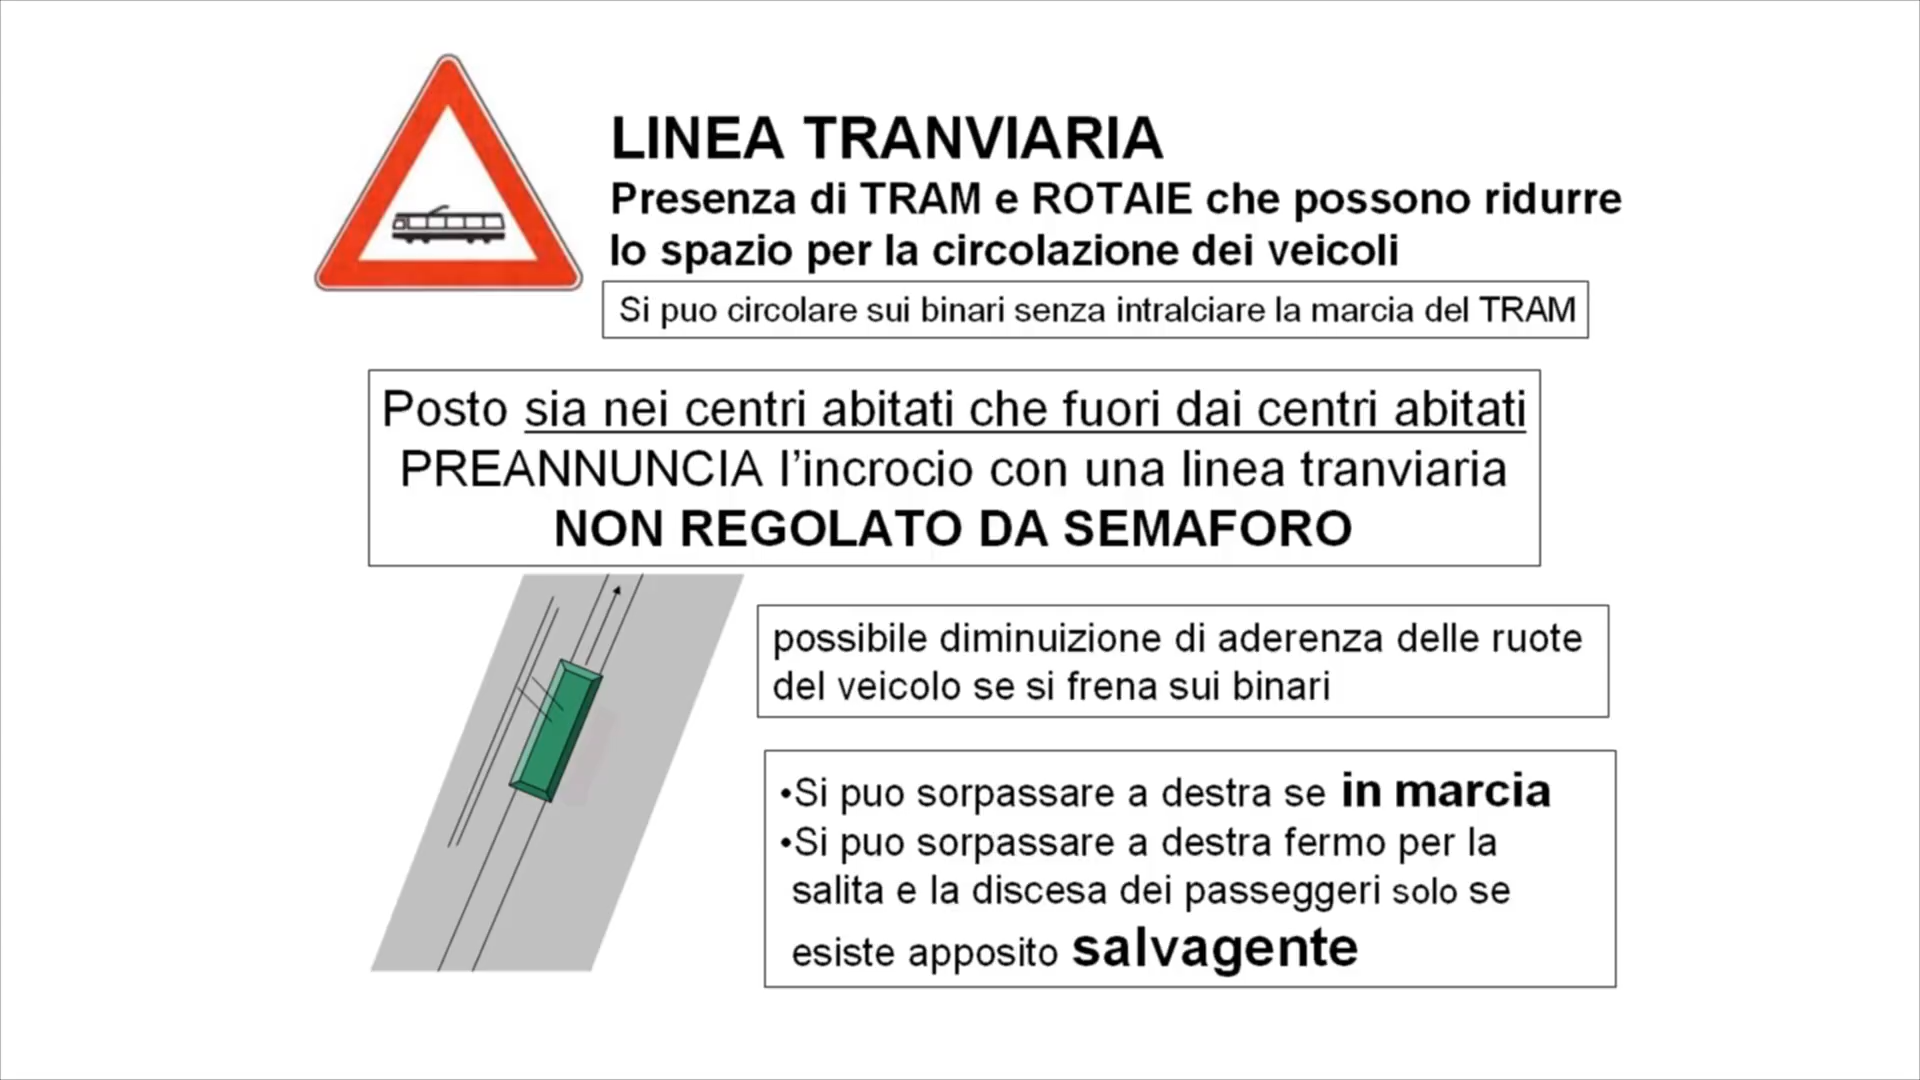 LINEA TRANVIARIA
Presenza di TRAM e ROTAIE che possono ridurre
lo spazio per la circolazione dei veicoli
Si puo circolare sui binari senza intralciare la marcia del TRAM
Posto sia nei centri abitati che fuori dai centri abitati
PREANNUNCIA l’incrocio con una linea tranviaria
NON REGOLATO DA SEMAFORO
possibile diminuizione di aderenza delle ruote
del veicolo se si frena sui binari
•Si puo sorpassare a destra se in marcia
•Si puo sorpassare a destra fermo per la
salita e la discesa dei passeggeri solo se
esiste apposito salvagente